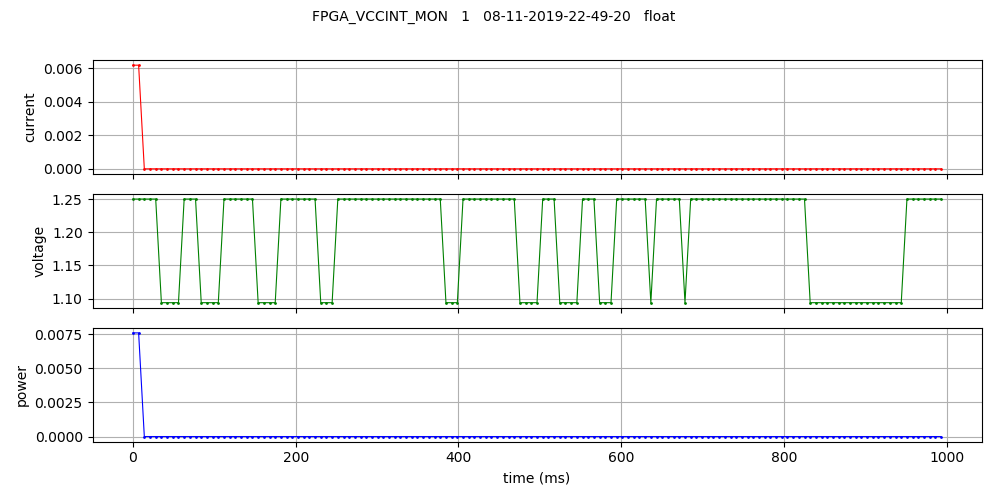 FPGA_VCCINT_MON 1 08-11-2019-22-49-20 float
current
0.006
0.004
0.002
0.000
voltage
1.25
1.20
1.15
1.10
power
0.0075
0.0050
0.0025
0.0000
0 200 400 600 800 1000
time (ms)